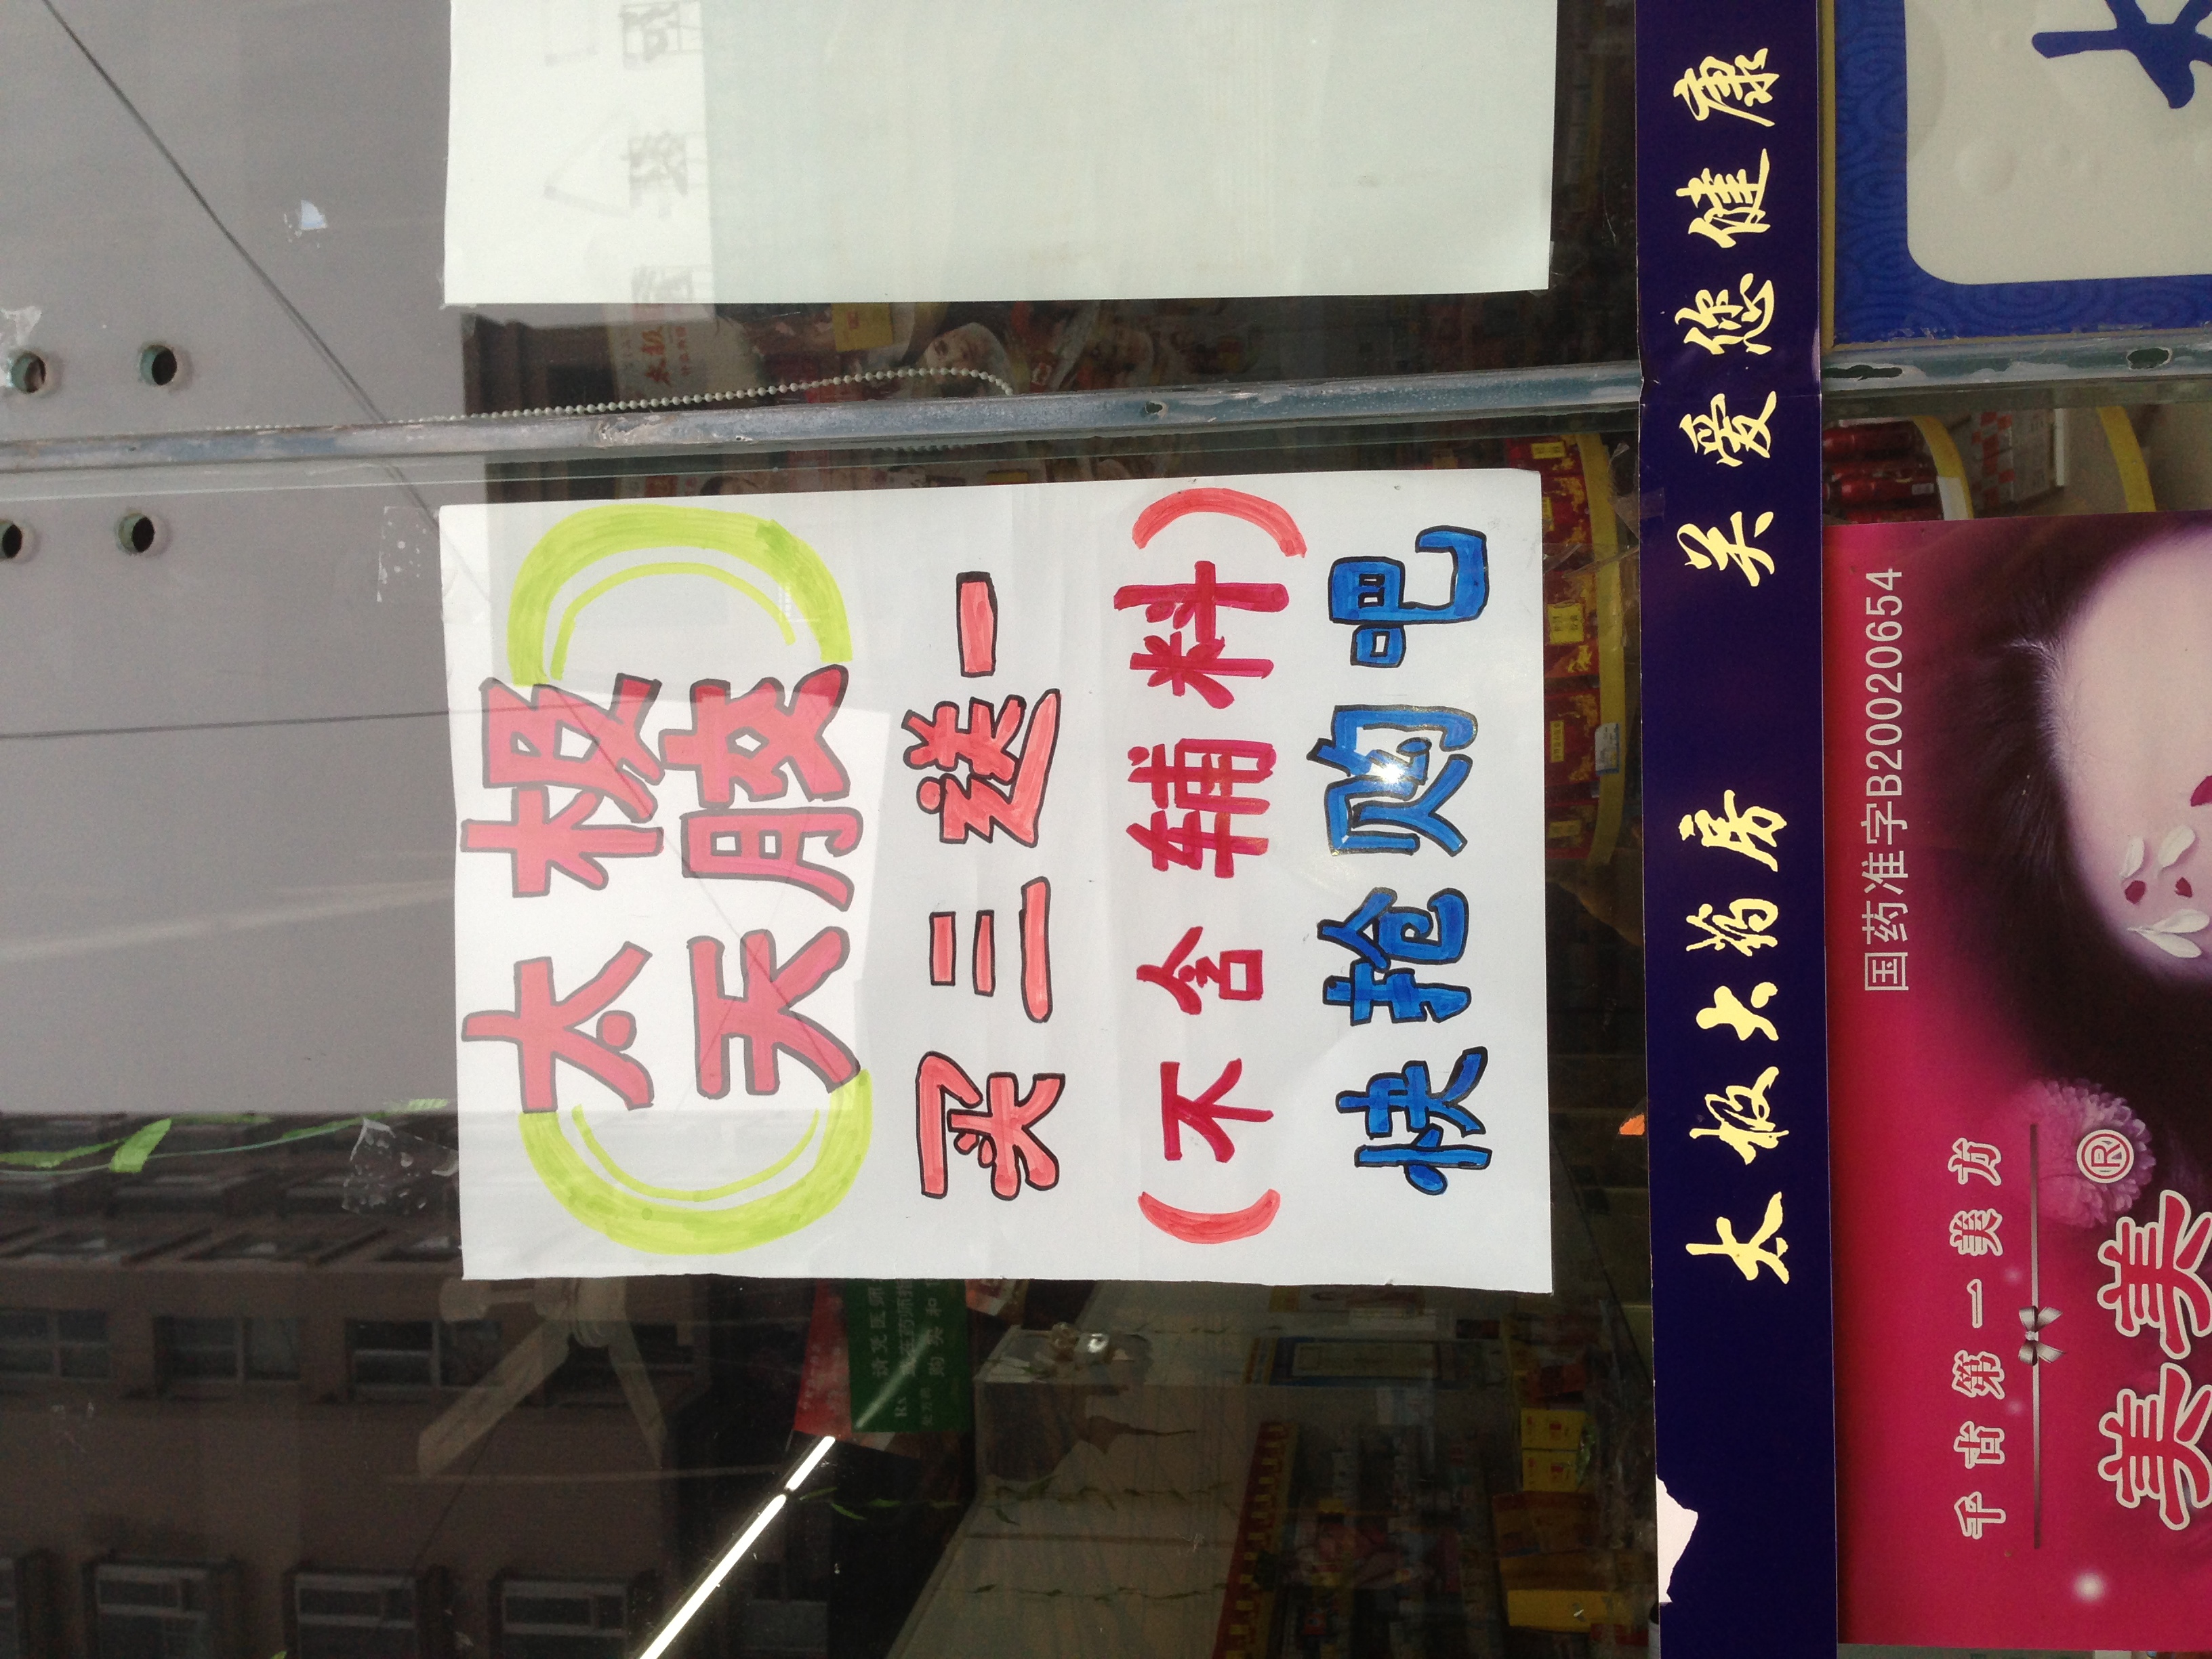 太极
天胶
买三送一
（不含辅料）
快抢购吧
太极大药房 关爱您健康
国药准字B20020654
千古第一美方
美美®